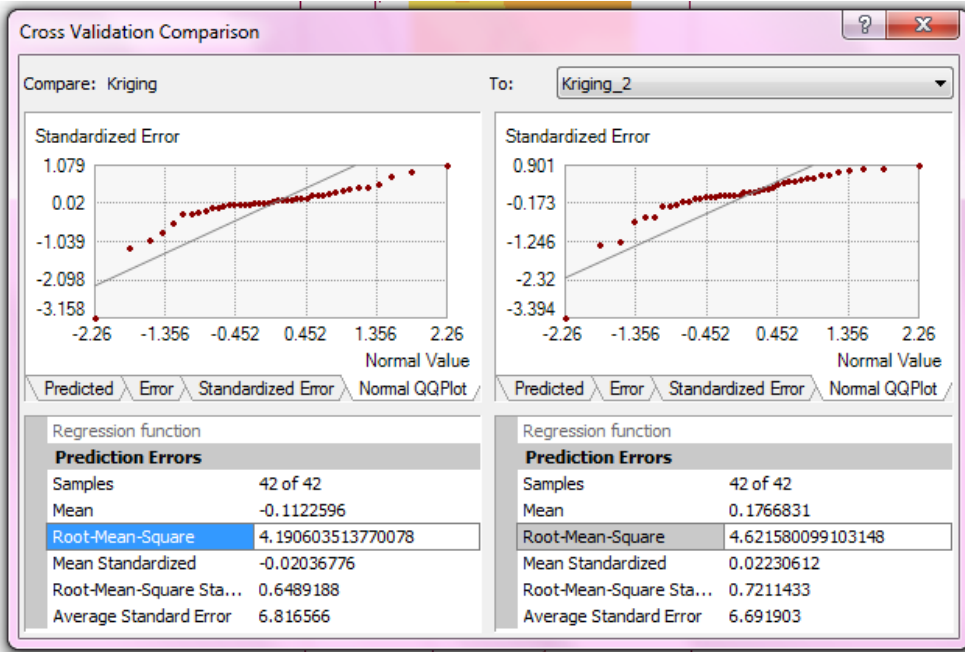 Cross Validation Comparison
Compare: Kriging To: Kriging_2
Standardized Error
1.079
0.02
-1.039
-2.098
-3.158
-2.26 -1.356 -0.452 0.452 1.356 2.26
Normal Value
Predicted Error Standardized Error Normal QQPlot
Standardized Error
0.901
-0.173
-1.246
-2.32
-3.394
-2.26 -1.356 -0.452 0.452 1.356 2.26
Normal Value
Predicted Error Standardized Error Normal QQPlot
Regression function
Prediction Errors
Samples 42 of 42
Mean -0.1122596
Root-Mean-Square 4.190603513770078
Mean Standardized -0.02036776
Root-Mean-Square Sta... 0.6489188
Average Standard Error 6.816566
Regression function
Prediction Errors
Samples 42 of 42
Mean 0.1766831
Root-Mean-Square 4.621580099103148
Mean Standardized 0.02230612
Root-Mean-Square Sta... 0.7211433
Average Standard Error 6.691903